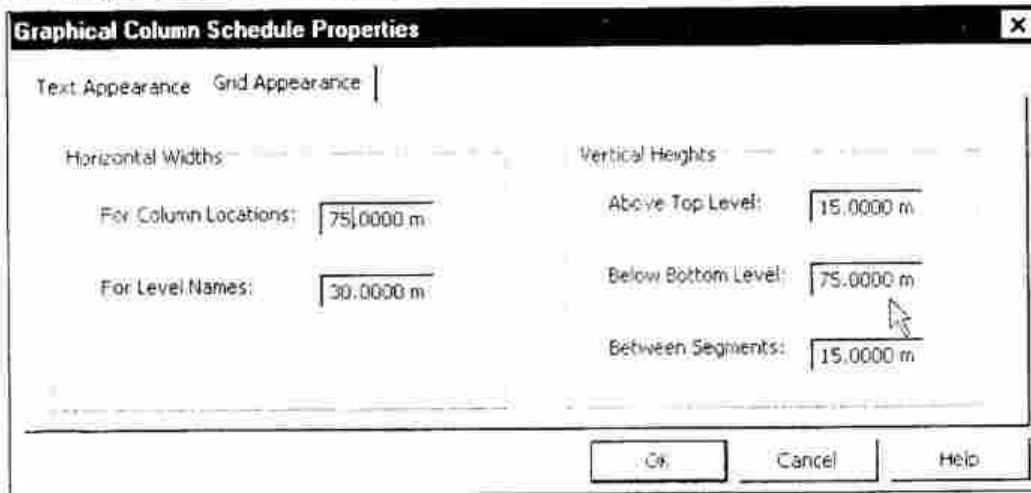 Graphical Column Schedule Properties
Text Appearance Grid Appearance
Horizontal Widths
For Column Locations: 75.0000 m
For Level Names: 30.0000 m
Vertical Heights
Above Top Level: 15.0000 m
Below Bottom Level: 75.0000 m
Between Segments: 15.0000 m
OK Cancel Help